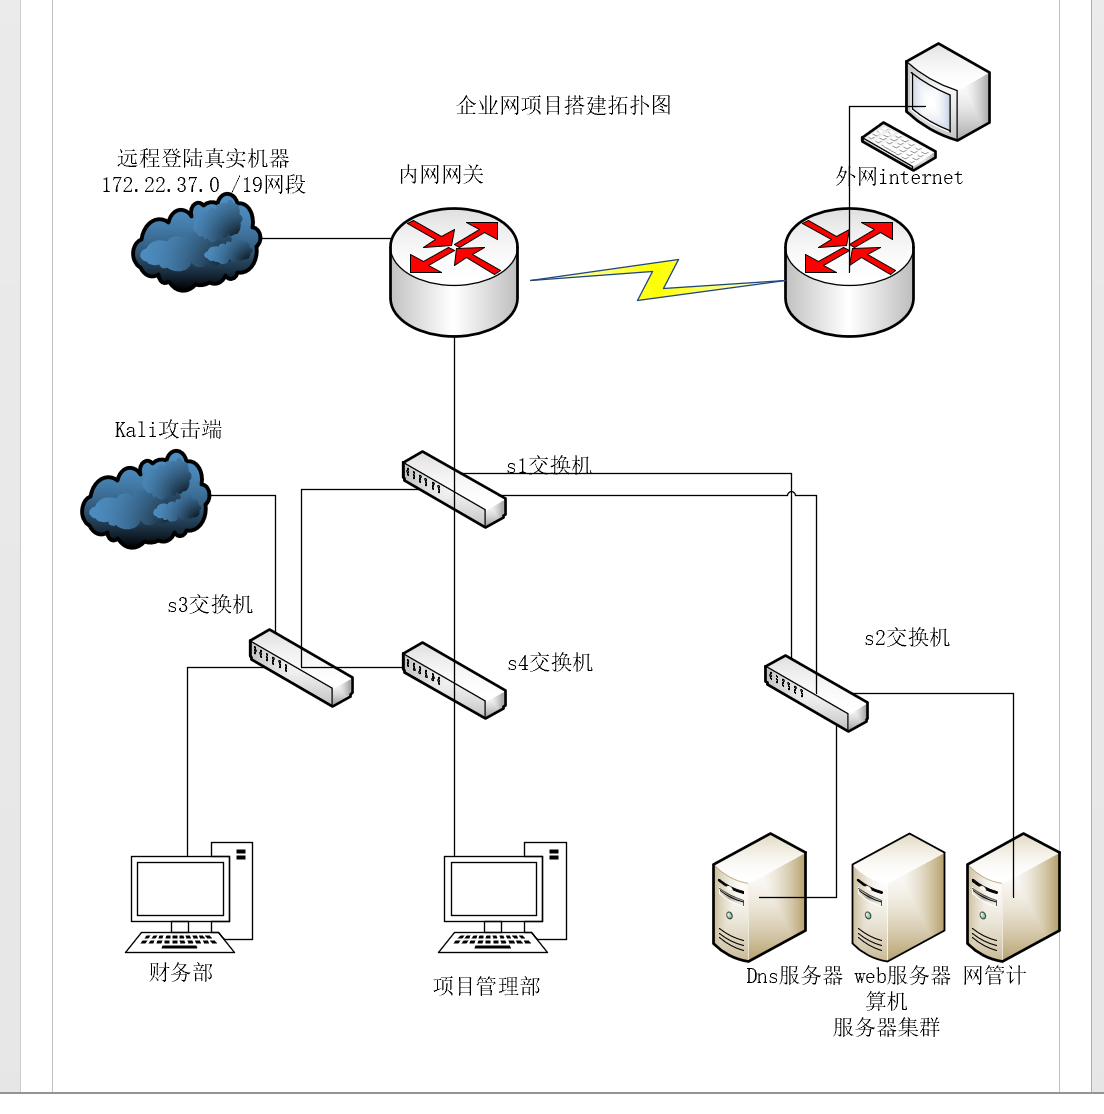 企业网项目搭建拓扑图
远程登陆真实机器
172.22.37.0 /19网段
内网网关
外网internet
Kali攻击端
s1交换机
s3交换机
s4交换机
s2交换机
财务部
项目管理部
Dns服务器 web服务器 网管计
算机
服务器集群